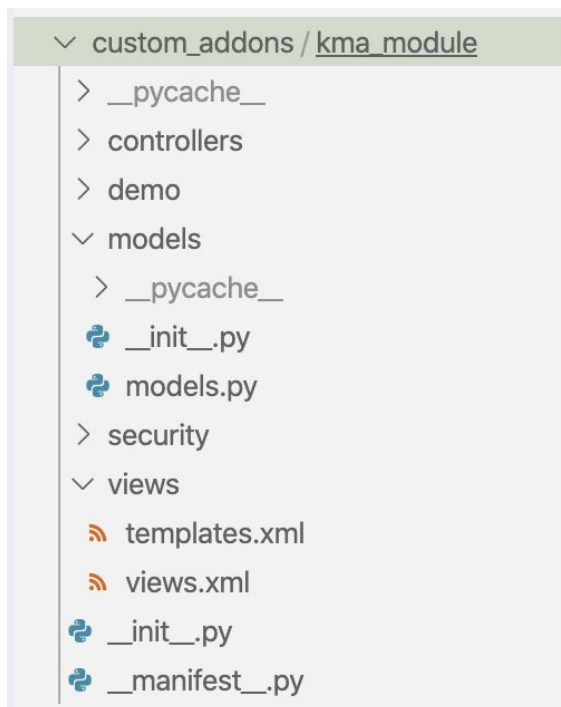 custom_addons / kma_module
__pycache__
controllers
demo
models
__pycache__
__init__.py
models.py
security
views
templates.xml
views.xml
__init__.py
__manifest__.py